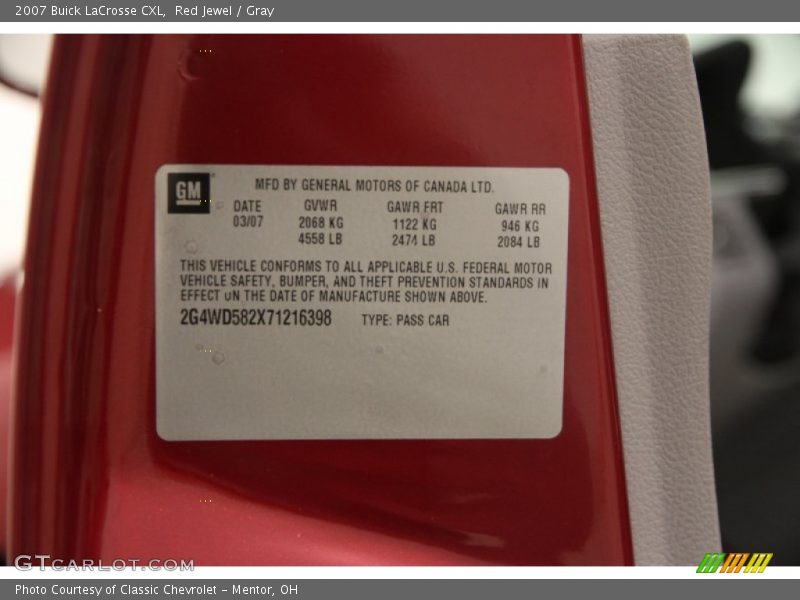 2007 Buick LaCrosse CXL, Red Jewel / Gray
GM
MFD BY GENERAL MOTORS OF CANADA LTD.
DATE GVWR GAWR FRT GAWR RR
03/07 2068 KG 1122 KG 946 KG
4558 LB 2474 LB 2084 LB
THIS VEHICLE CONFORMS TO ALL APPLICABLE U.S. FEDERAL MOTOR
VEHICLE SAFETY, BUMPER, AND THEFT PREVENTION STANDARDS IN
EFFECT ON THE DATE OF MANUFACTURE SHOWN ABOVE.
2G4WD582X71216398 TYPE: PASS CAR
GTCARLOT.COM
Photo Courtesy of Classic Chevrolet - Mentor, OH